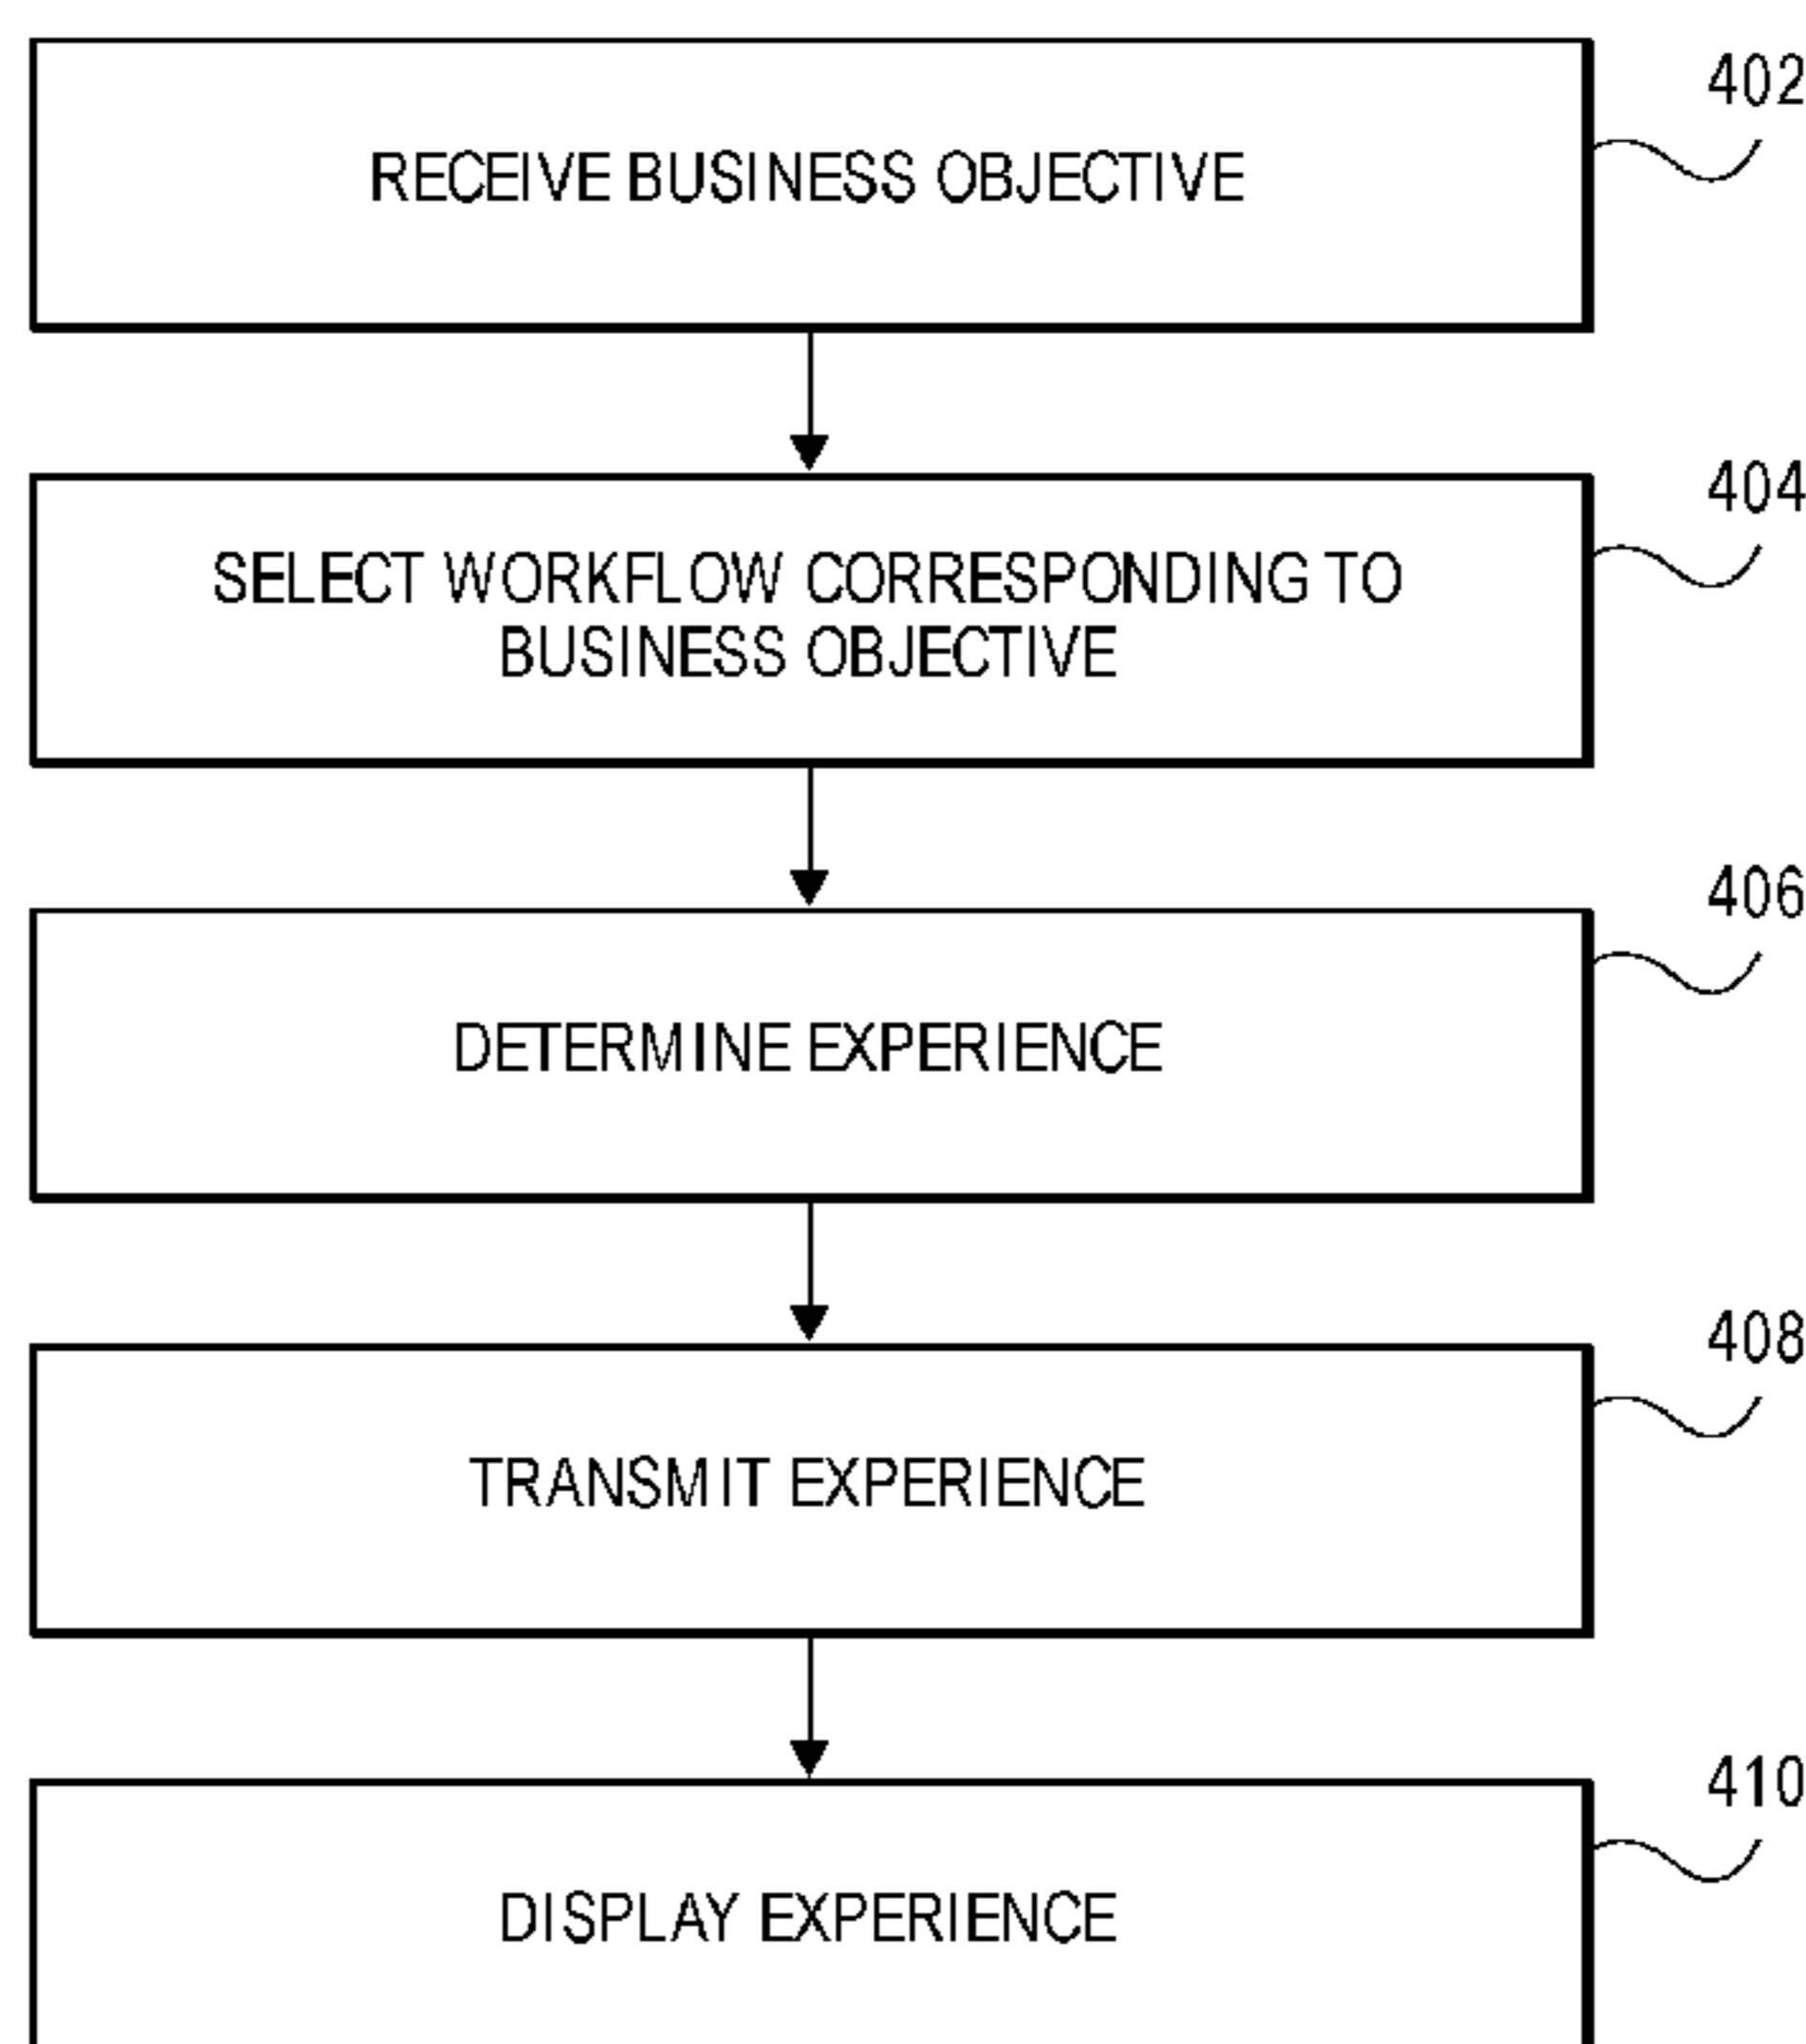 402
RECEIVE BUSINESS OBJECTIVE
404
SELECT WORKFLOW CORRESPONDING TO
BUSINESS OBJECTIVE
406
DETERMINE EXPERIENCE
408
TRANSMIT EXPERIENCE
410
DISPLAY EXPERIENCE